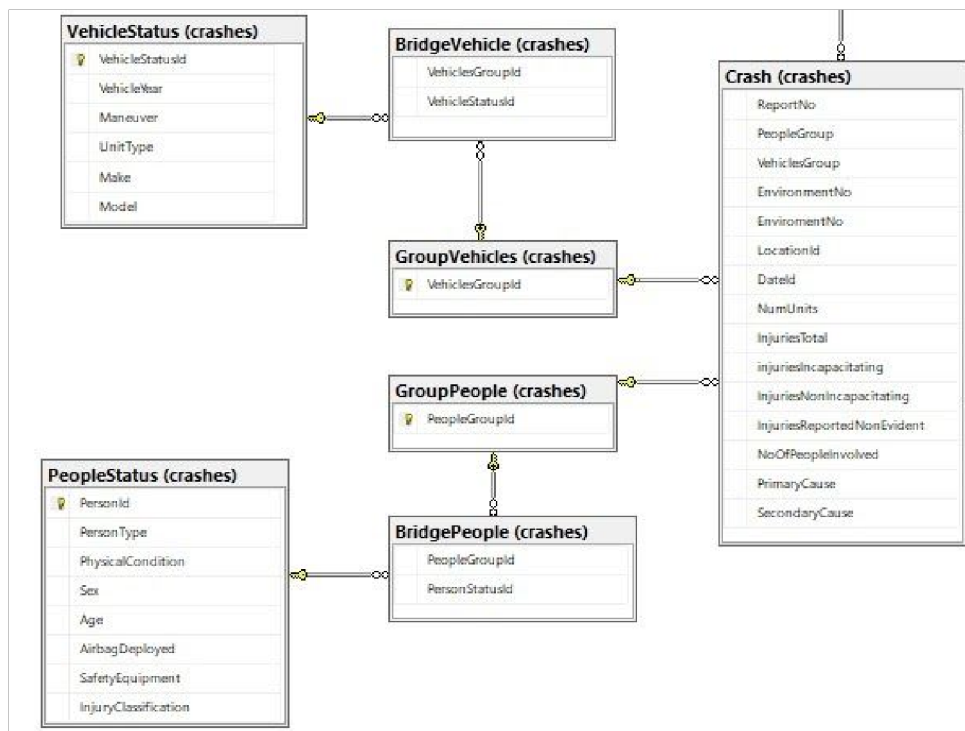 VehicleStatus (crashes)
VehicleStatusId
VehicleYear
Maneuver
UnitType
Make
Model
BridgeVehicle (crashes)
VehiclesGroupId
VehicleStatusId
GroupVehicles (crashes)
VehiclesGroupId
GroupPeople (crashes)
PeopleGroupId
PeopleStatus (crashes)
PersonId
PersonType
PhysicalCondition
Sex
Age
AirbagDeployed
SafetyEquipment
InjuryClassification
BridgePeople (crashes)
PeopleGroupId
PersonStatusId
Crash (crashes)
ReportNo
PeopleGroup
VehiclesGroup
EnvironmentNo
EnviromentNo
LocationId
DateId
NumUnits
InjuriesTotal
injuriesIncapacitating
InjuriesNonIncapacitating
InjuriesReportedNonEvident
NoOfPeopleInvolved
PrimaryCause
SecondaryCause